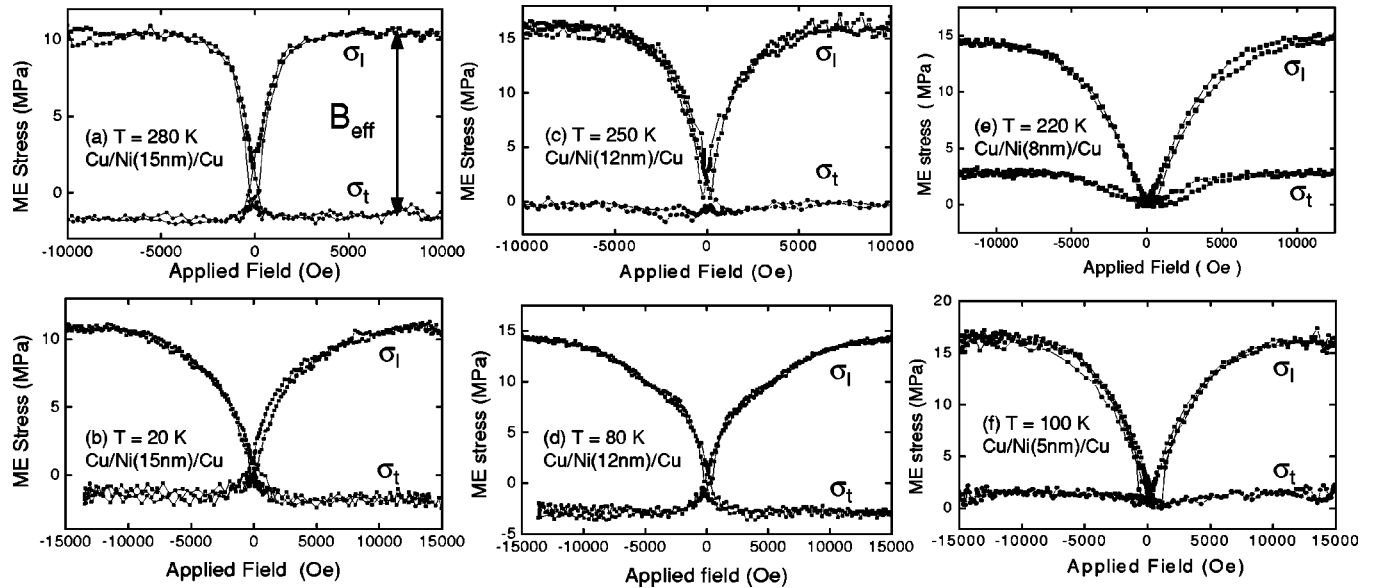 ME Stress (MPa)
10
5
0
σl
Beff
(a) T = 280 K
Cu/Ni(15nm)/Cu
σt
-10000 -5000 0 5000 10000
Applied Field (Oe)
ME Stress (MPa)
15
10
5
0
σl
(c) T = 250 K
Cu/Ni(12nm)/Cu
σt
-10000 -5000 0 5000 10000
Applied Field (Oe)
ME stress ( MPa )
15
10
5
0
σl
(e) T = 220 K
Cu/Ni(8nm)/Cu
σt
-10000 -5000 0 5000 10000
Applied Field ( Oe )
ME Stress (MPa)
10
5
0
σl
(b) T = 20 K
Cu/Ni(15nm)/Cu
σt
-15000 -10000 -5000 0 5000 10000 15000
Applied Field (Oe)
ME stress (MPa)
15
10
5
0
-5
σl
(d) T = 80 K
Cu/Ni(12nm)/Cu
σt
-15000 -10000 -5000 0 5000 10000 15000
Applied field (Oe)
ME stress (MPa)
20
15
10
5
0
σl
(f) T = 100 K
Cu/Ni(5nm)/Cu
σt
-15000 -10000 -5000 0 5000 10000 15000
Applied Field (Oe)